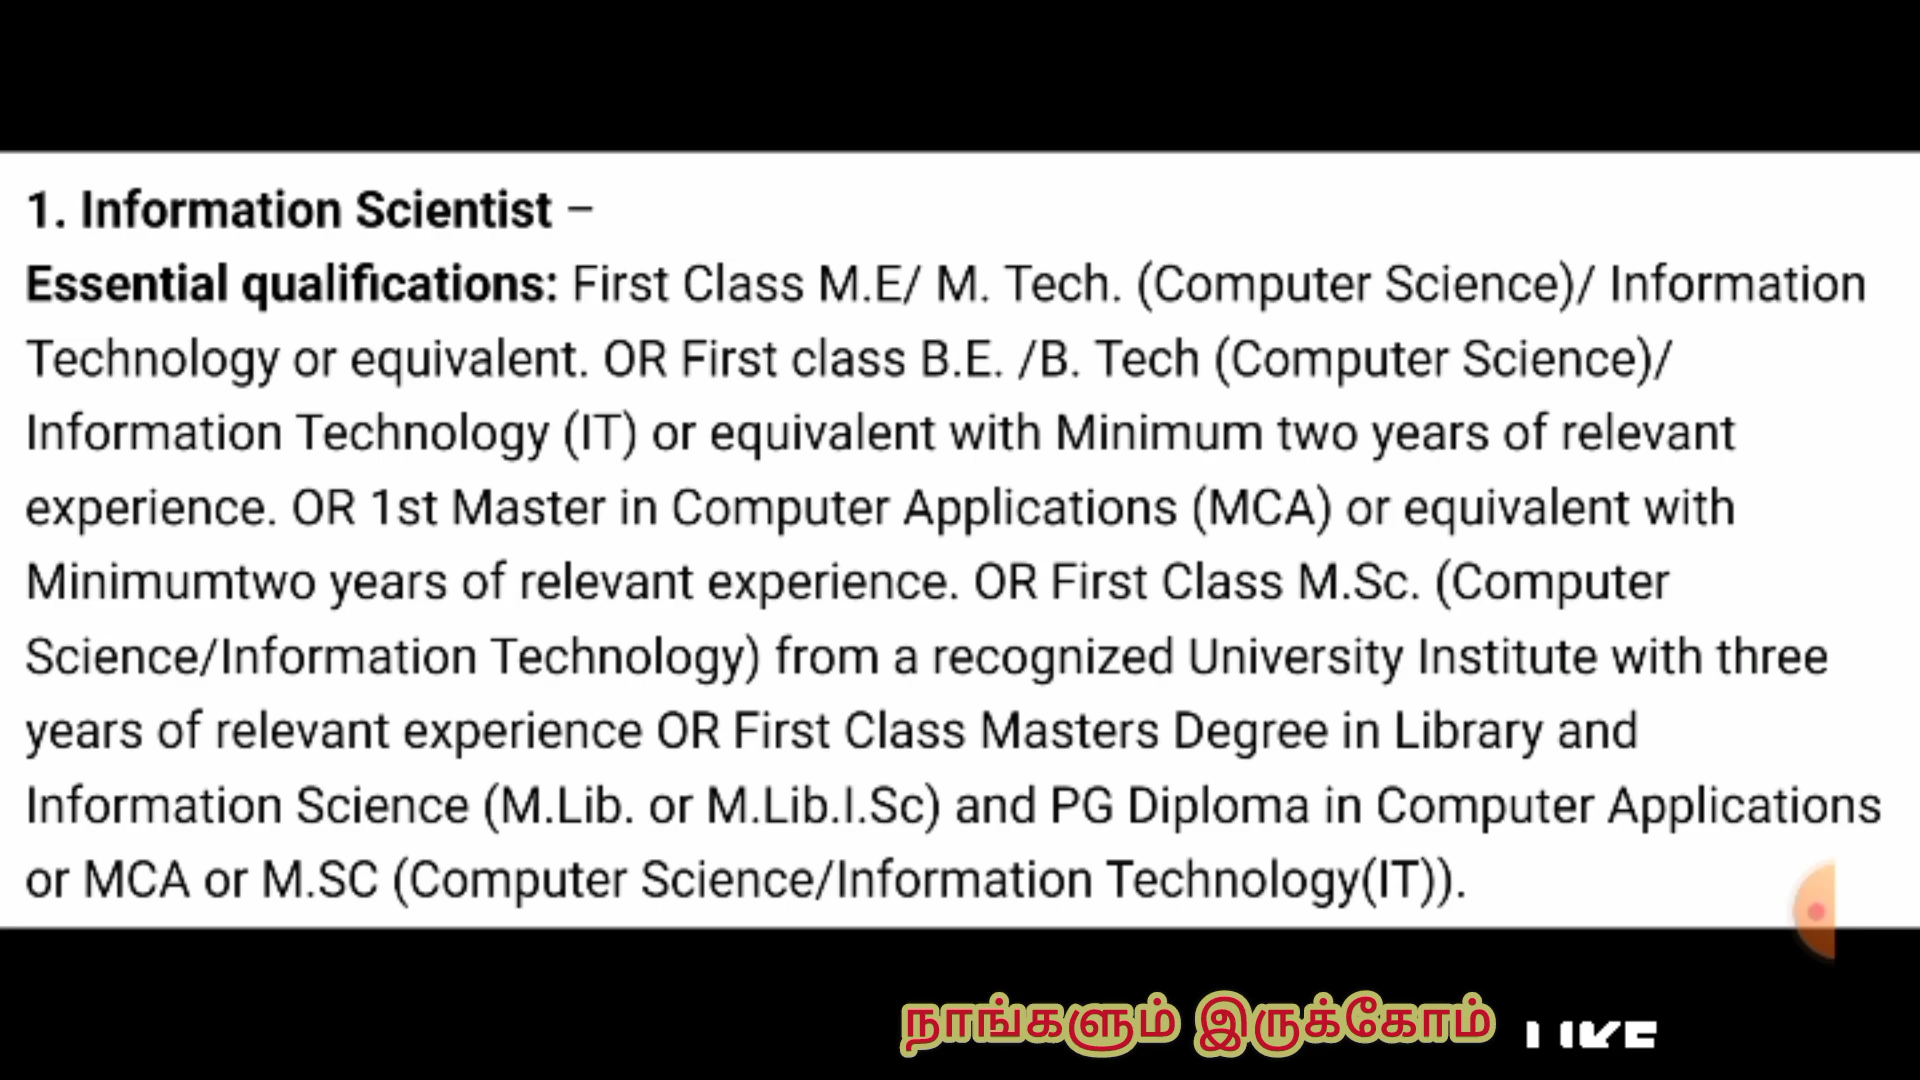 1. Information Scientist –
Essential qualifications: First Class M.E/ M. Tech. (Computer Science)/ Information
Technology or equivalent. OR First class B.E. /B. Tech (Computer Science)/
Information Technology (IT) or equivalent with Minimum two years of relevant
experience. OR 1st Master in Computer Applications (MCA) or equivalent with
Minimumtwo years of relevant experience. OR First Class M.Sc. (Computer
Science/Information Technology) from a recognized University Institute with three
years of relevant experience OR First Class Masters Degree in Library and
Information Science (M.Lib. or M.Lib.I.Sc) and PG Diploma in Computer Applications
or MCA or M.SC (Computer Science/Information Technology(IT)).
நாங்களும் இருக்கோம்